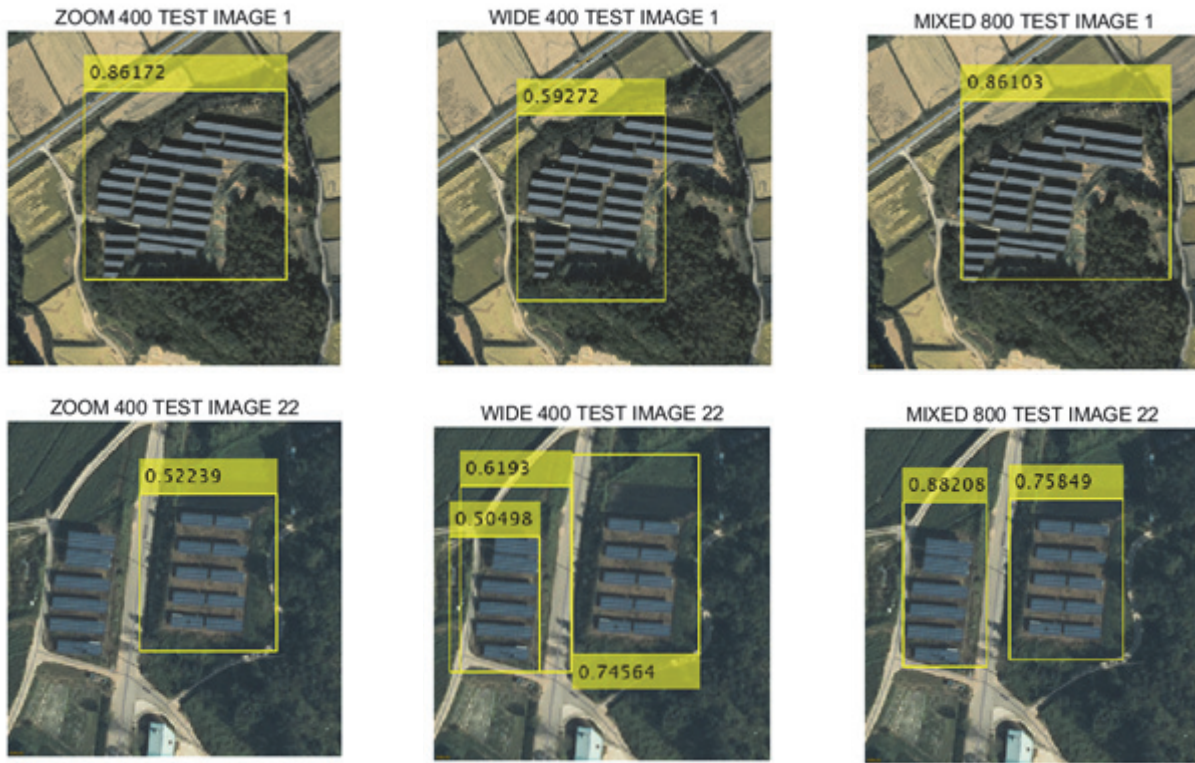 ZOOM 400 TEST IMAGE 1
WIDE 400 TEST IMAGE 1
MIXED 800 TEST IMAGE 1
0.86172
0.59272
0.86103
ZOOM 400 TEST IMAGE 22
WIDE 400 TEST IMAGE 22
MIXED 800 TEST IMAGE 22
0.52239
0.6193
0.50498
0.74564
0.88208
0.75849